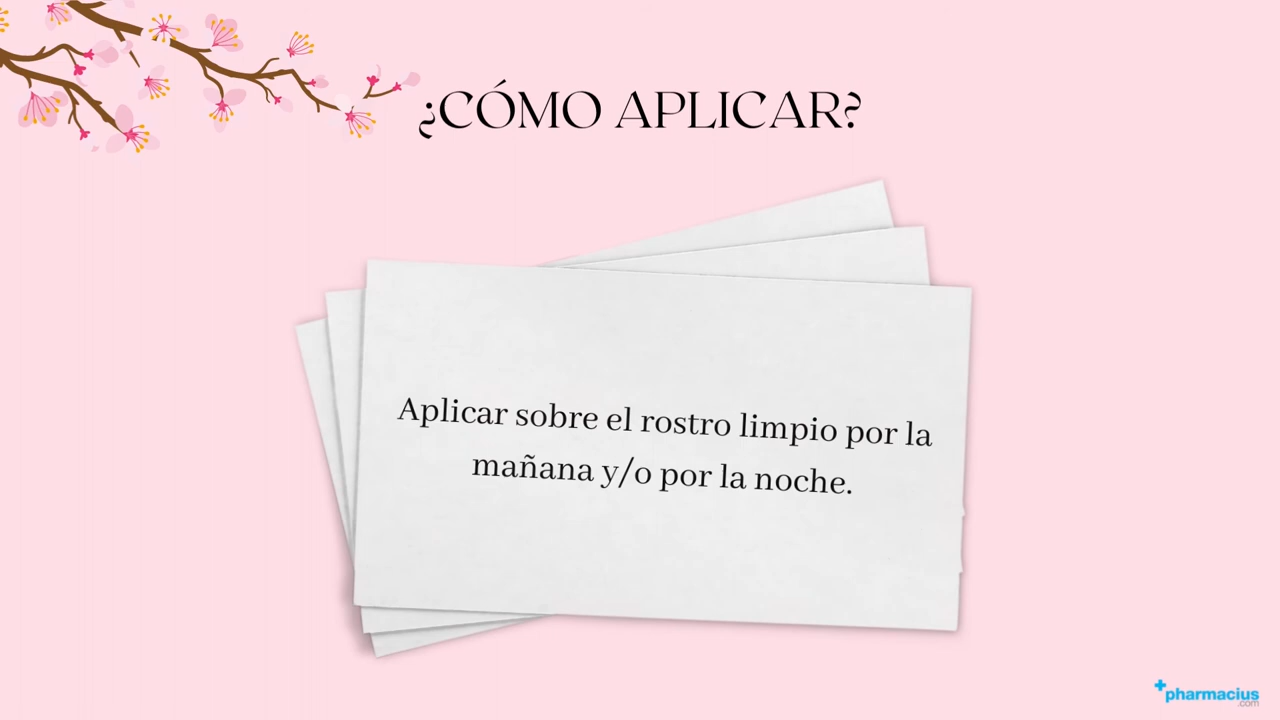 ¿CÓMO APLICAR?
Aplicar sobre el rostro limpio por la
mañana y/o por la noche.
pharmacius
.com